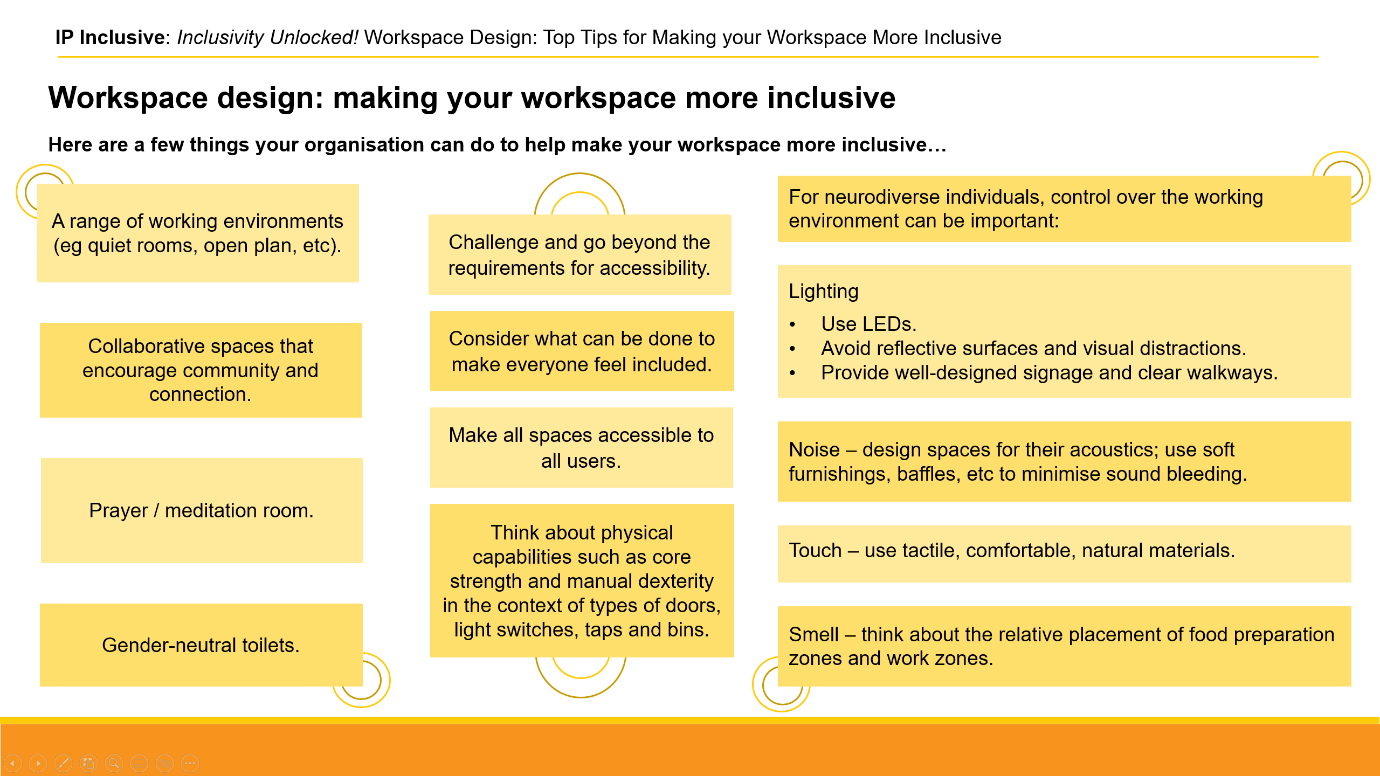 IP Inclusive: Inclusivity Unlocked! Workspace Design: Top Tips for Making your Workspace More Inclusive
Workspace design: making your workspace more inclusive
Here are a few things your organisation can do to help make your workspace more inclusive…
A range of working environments
(eg quiet rooms, open plan, etc).
Collaborative spaces that
encourage community and
connection.
Prayer / meditation room.
Gender-neutral toilets.
Challenge and go beyond the
requirements for accessibility.
Consider what can be done to
make everyone feel included.
Make all spaces accessible to
all users.
Think about physical
capabilities such as core
strength and manual dexterity
in the context of types of doors,
light switches, taps and bins.
For neurodiverse individuals, control over the working
environment can be important:
Lighting
• Use LEDs.
• Avoid reflective surfaces and visual distractions.
• Provide well-designed signage and clear walkways.
Noise – design spaces for their acoustics; use soft
furnishings, baffles, etc to minimise sound bleeding.
Touch – use tactile, comfortable, natural materials.
Smell – think about the relative placement of food preparation
zones and work zones.